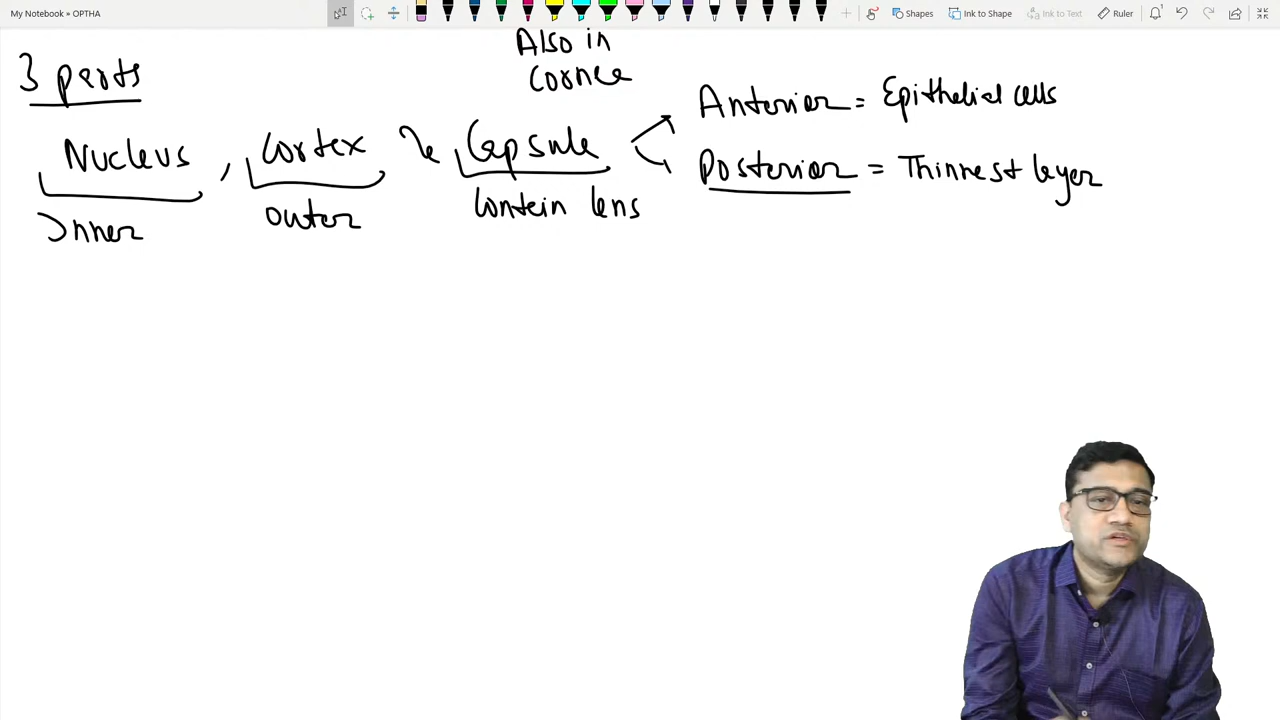 My Notebook » OPTHA
Shapes
Ink to Shape
Ink to Text
Ruler
Also in
cornea
3 parts
Nucleus, Cortex & Capsule
Inner
outer
Contain lens
Anterior = Epithelial cells
Posterior = Thinnest layer